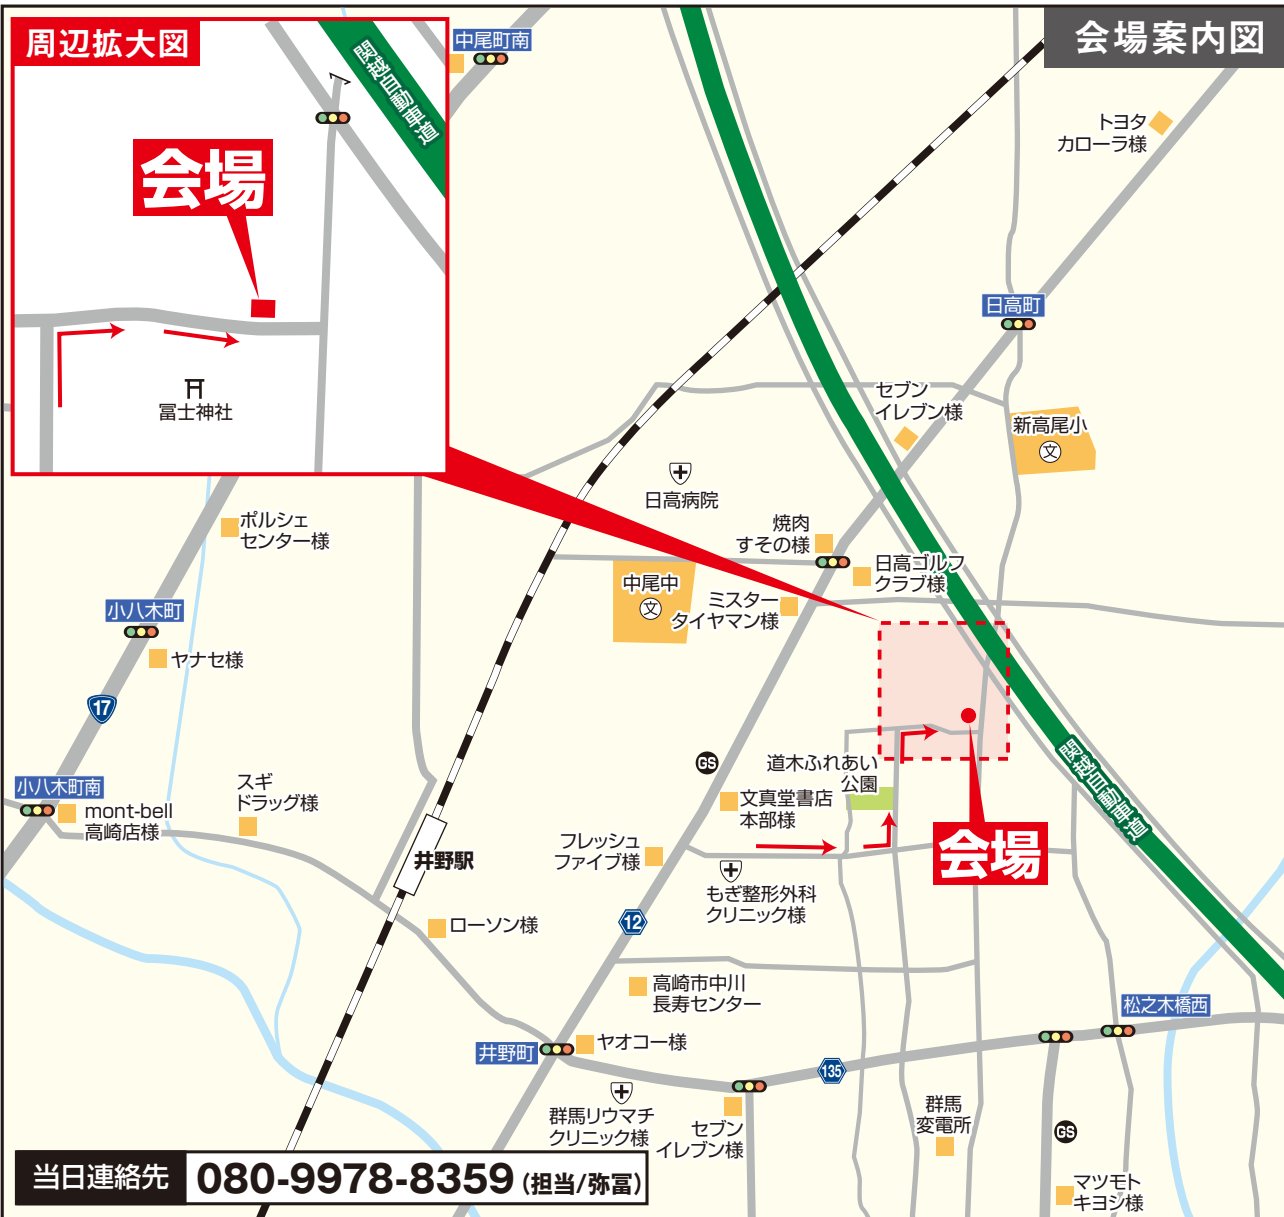 周辺拡大図
会場案内図
中尾町南
関越自動車道
会場
冨士神社
トヨタ
カローラ様
日高町
セブン
イレブン様
新高尾小
文
日高病院
焼肉
すその様
日高ゴルフ
クラブ様
中尾中
文
ミスター
タイヤマン様
ポルシェ
センター様
小八木町
ヤナセ様
17
小八木町南
mont-bell
高崎店様
スギ
ドラッグ様
井野駅
ローソン様
GS
道木ふれあい
公園
文真堂書店
本部様
フレッシュ
ファイブ様
もぎ整形外科
クリニック様
会場
関越自動車道
12
高崎市中川
長寿センター
松之木橋西
井野町
ヤオコー様
135
群馬リウマチ
クリニック様
セブン
イレブン様
群馬
変電所
GS
マツモト
キヨシ様
当日連絡先 080-9978-8359 (担当/弥冨)